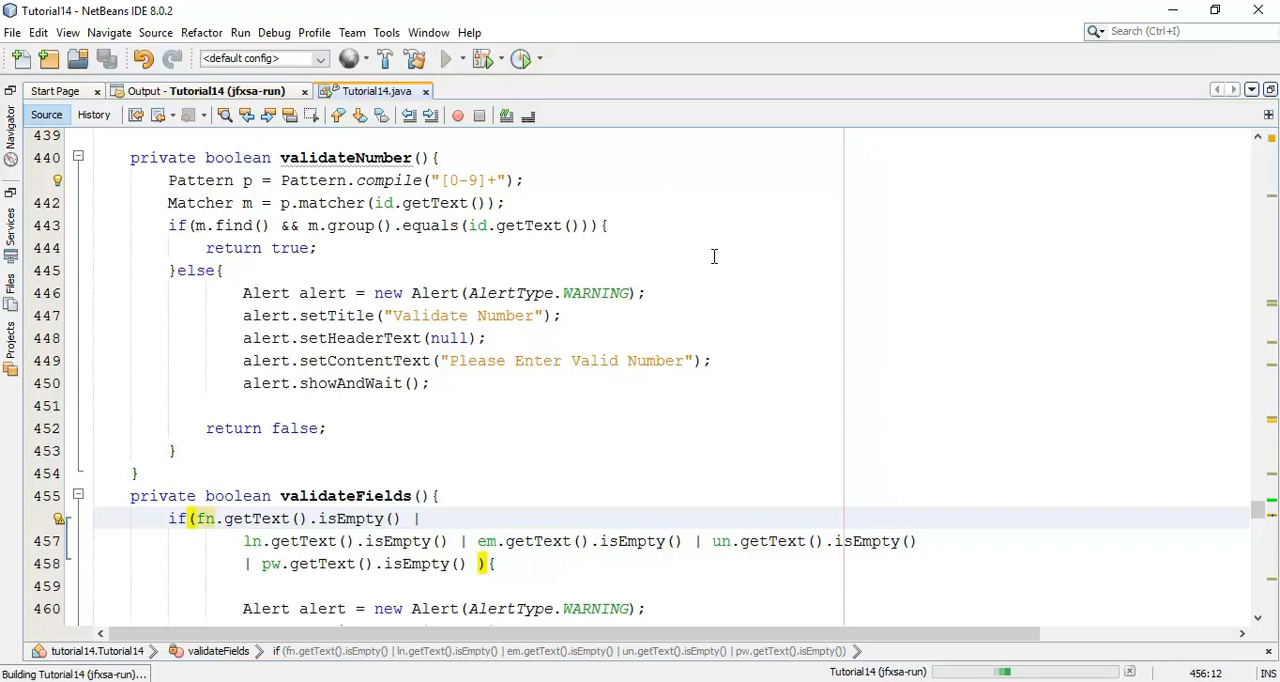 Tutorial14 - NetBeans IDE 8.0.2
File Edit View Navigate Source Refactor Run Debug Profile Team Tools Window Help
Search (Ctrl+I)
<default config>
Start Page
Output - Tutorial14 (jfxsa-run)
Tutorial14.java
Source History
Navigator
Services
Files
Projects
439
440 private boolean validateNumber(){
Pattern p = Pattern.compile("[0-9]+");
442 Matcher m = p.matcher(id.getText());
443 if(m.find() && m.group().equals(id.getText())){
444 return true;
445 }else{
446 Alert alert = new Alert(AlertType.WARNING);
447 alert.setTitle("Validate Number");
448 alert.setHeaderText(null);
449 alert.setContentText("Please Enter Valid Number");
450 alert.showAndWait();
451
452 return false;
453 }
454 }
455 private boolean validateFields(){
if(fn.getText().isEmpty() |
457 ln.getText().isEmpty() | em.getText().isEmpty() | un.getText().isEmpty()
458 | pw.getText().isEmpty() ){
459
460 Alert alert = new Alert(AlertType.WARNING);
tutorial14.Tutorial14 validateFields if (fn.getText().isEmpty() | ln.getText().isEmpty() | em.getText().isEmpty() | un.getText().isEmpty() | pw.getText().isEmpty())
Building Tutorial14 (jfxsa-run)...
Tutorial14 (jfxsa-run)
456:12
INS